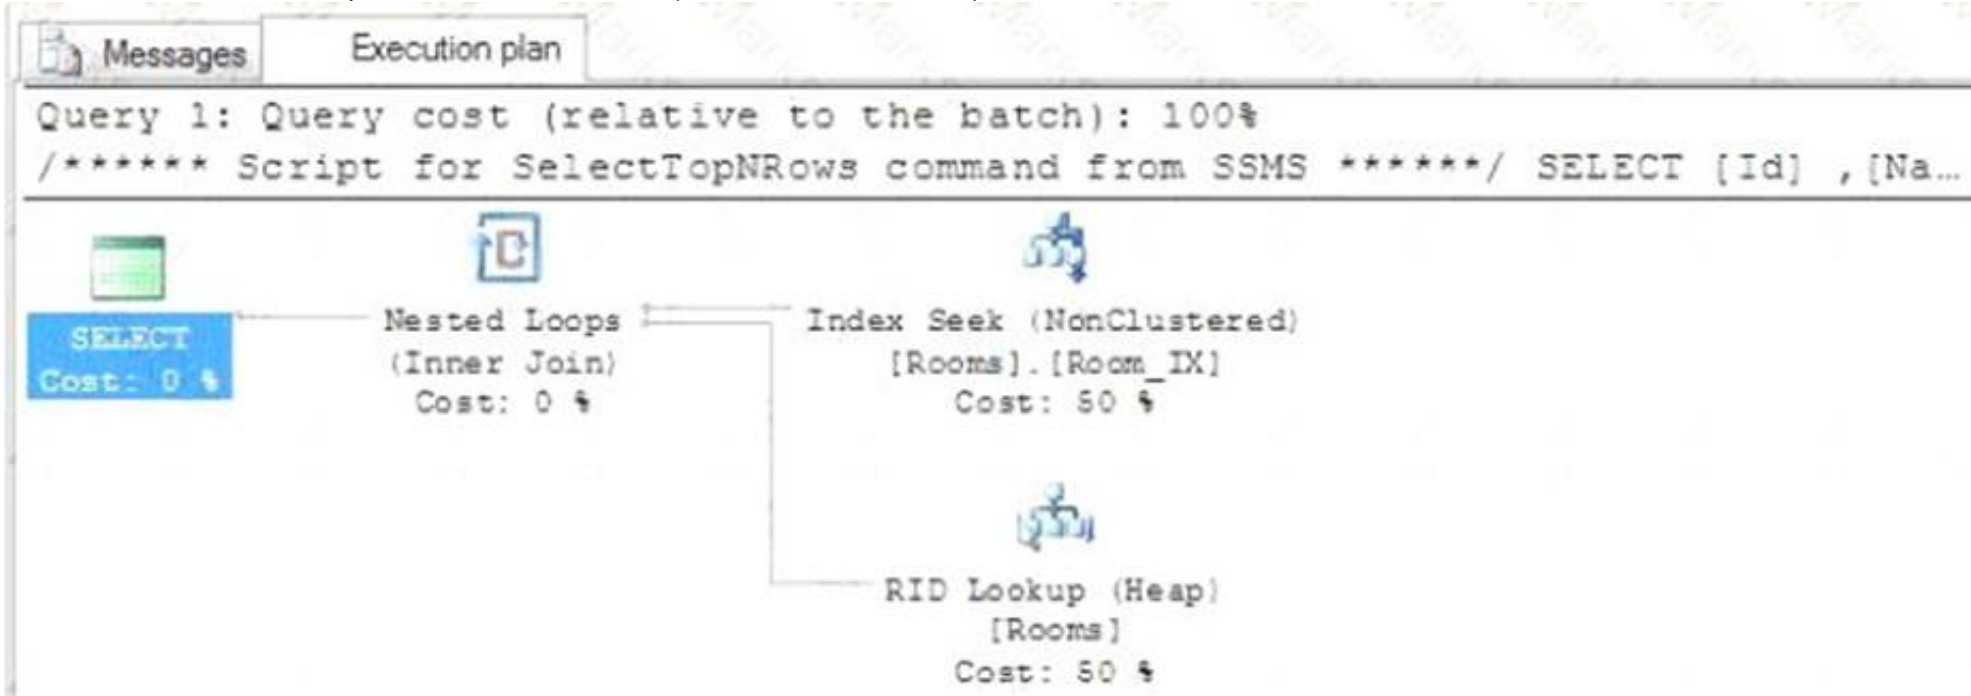 Messages Execution plan
Query 1: Query cost (relative to the batch): 100%
/****** Script for SelectTopNRows command from SSMS ******/ SELECT [Id] ,[Na…
SELECT
Cost: 0 %
Nested Loops
(Inner Join)
Cost: 0 %
Index Seek (NonClustered)
[Rooms].[Room_IX]
Cost: 50 %
RID Lookup (Heap)
[Rooms]
Cost: 50 %